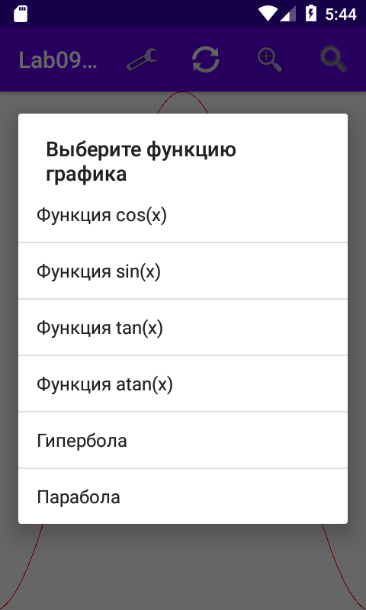 5:44
Lab09...
Выберите функцию
графика
Функция cos(x)
Функция sin(x)
Функция tan(x)
Функция atan(x)
Гипербола
Парабола